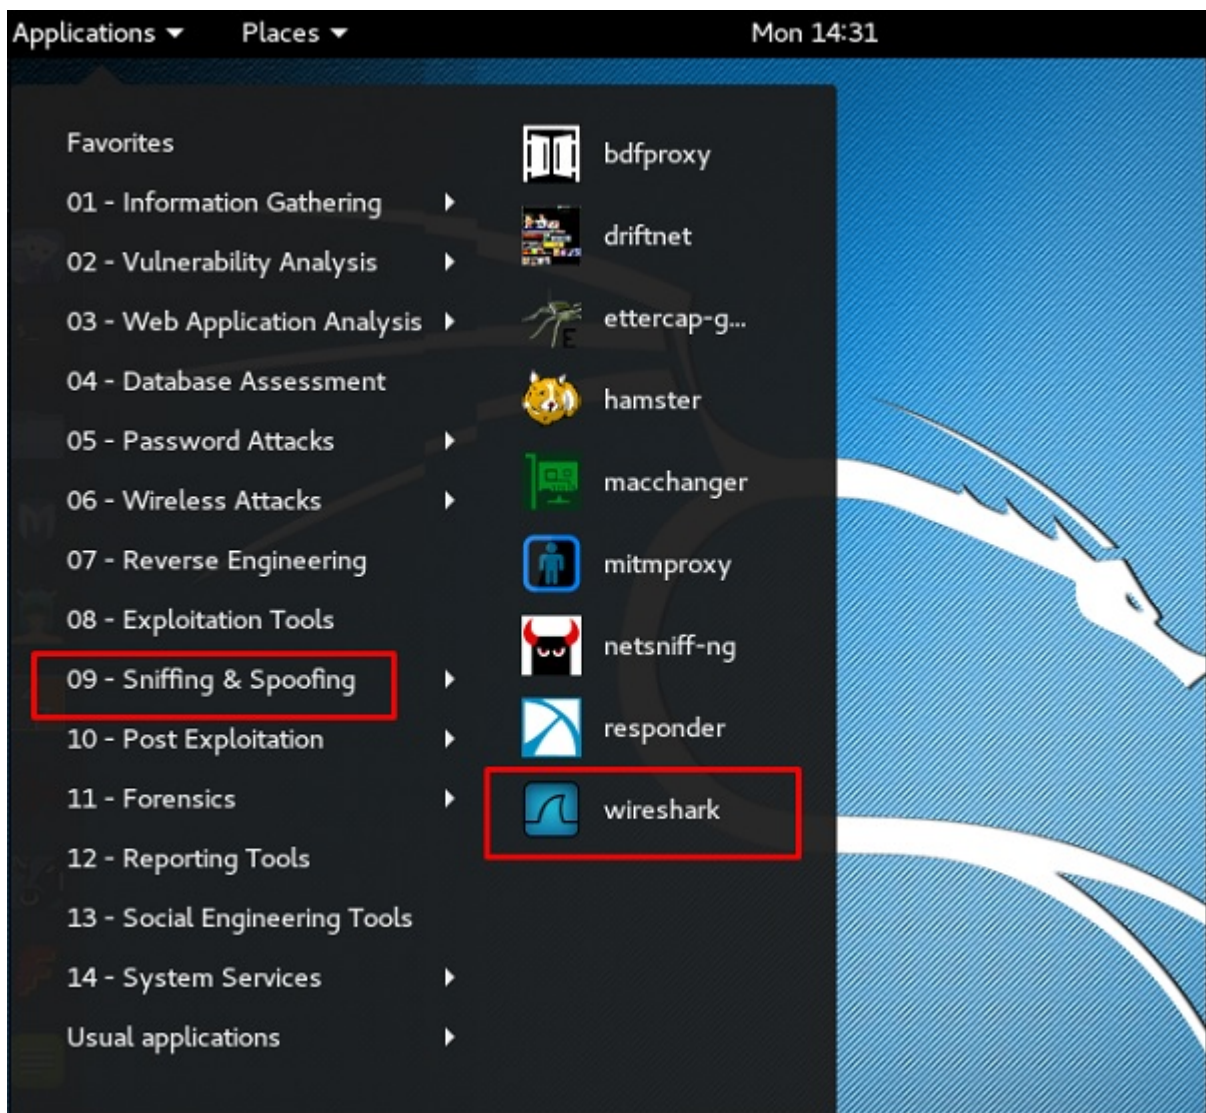 Applications Places Mon 14:31
Favorites
01 - Information Gathering
02 - Vulnerability Analysis
03 - Web Application Analysis
04 - Database Assessment
05 - Password Attacks
06 - Wireless Attacks
07 - Reverse Engineering
08 - Exploitation Tools
09 - Sniffing & Spoofing
10 - Post Exploitation
11 - Forensics
12 - Reporting Tools
13 - Social Engineering Tools
14 - System Services
Usual applications
bdfproxy
driftnet
ettercap-g...
hamster
macchanger
mitmproxy
netsniff-ng
responder
wireshark